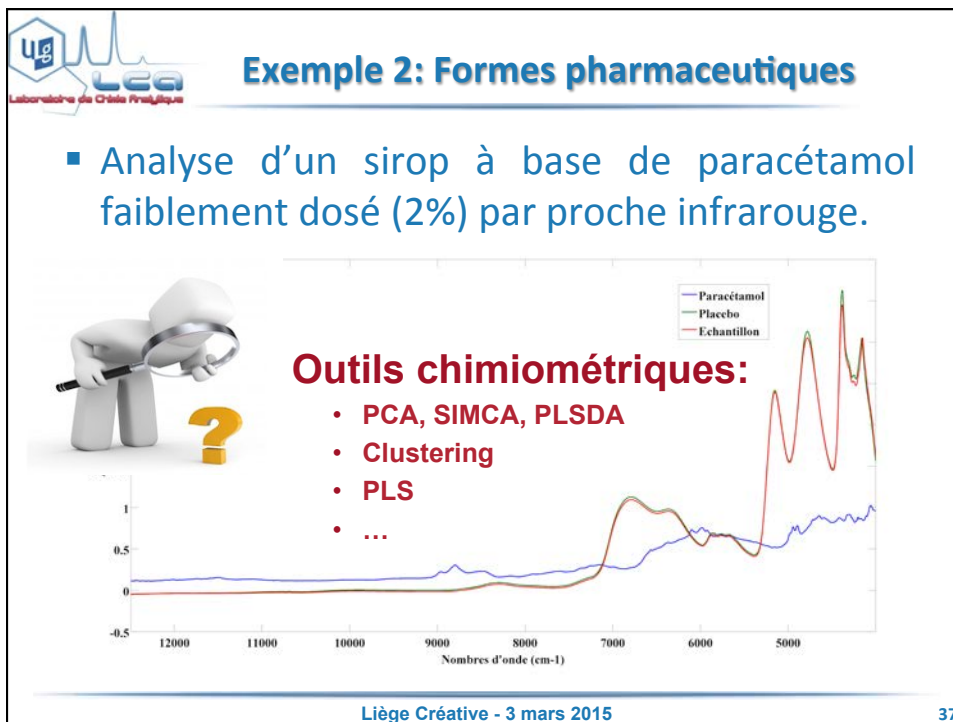 ulg
LCA
Laboratoire de Chimie Analytique
Exemple 2: Formes pharmaceutiques
▪ Analyse d'un sirop à base de paracétamol
faiblement dosé (2%) par proche infrarouge.
Paracétamol
Placebo
Echantillon
Outils chimiométriques:
• PCA, SIMCA, PLSDA
• Clustering
• PLS
• ...
?
1
0.5
0
-0.5
12000 11000 10000 9000 8000 7000 6000 5000
Nombres d'onde (cm-1)
Liège Créative - 3 mars 2015
37